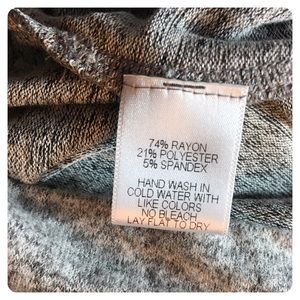 74% RAYON
21% POLYESTER
5% SPANDEX
HAND WASH IN
COLD WATER WITH
LIKE COLORS
NO BLEACH
LAY FLAT TO DRY